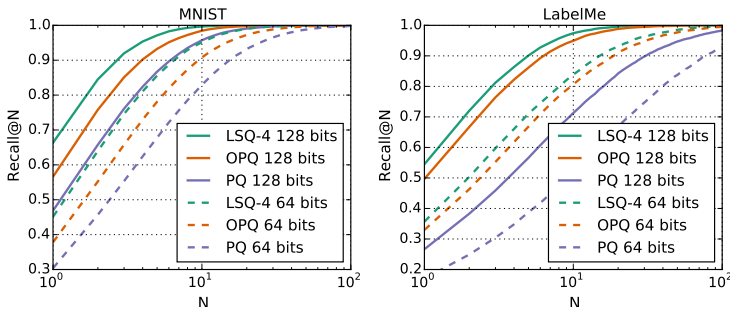 MNIST
Recall@N
1.0
0.9
0.8
0.7
0.6
0.5
0.4
0.3
LSQ-4 128 bits
OPQ 128 bits
PQ 128 bits
LSQ-4 64 bits
OPQ 64 bits
PQ 64 bits
10^0
10^1
10^2
N
LabelMe
Recall@N
1.0
0.9
0.8
0.7
0.6
0.5
0.4
0.3
0.2
LSQ-4 128 bits
OPQ 128 bits
PQ 128 bits
LSQ-4 64 bits
OPQ 64 bits
PQ 64 bits
10^0
10^1
10^2
N